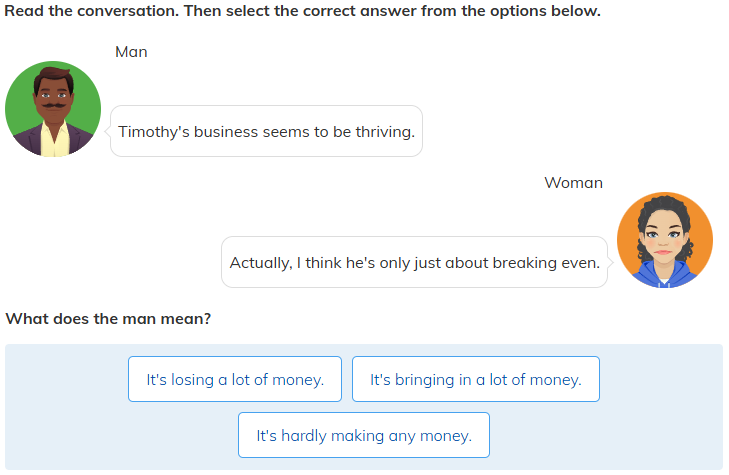 Read the conversation. Then select the correct answer from the options below.
Man
Timothy's business seems to be thriving.
Woman
Actually, I think he's only just about breaking even.
What does the man mean?
It's losing a lot of money.
It's bringing in a lot of money.
It's hardly making any money.